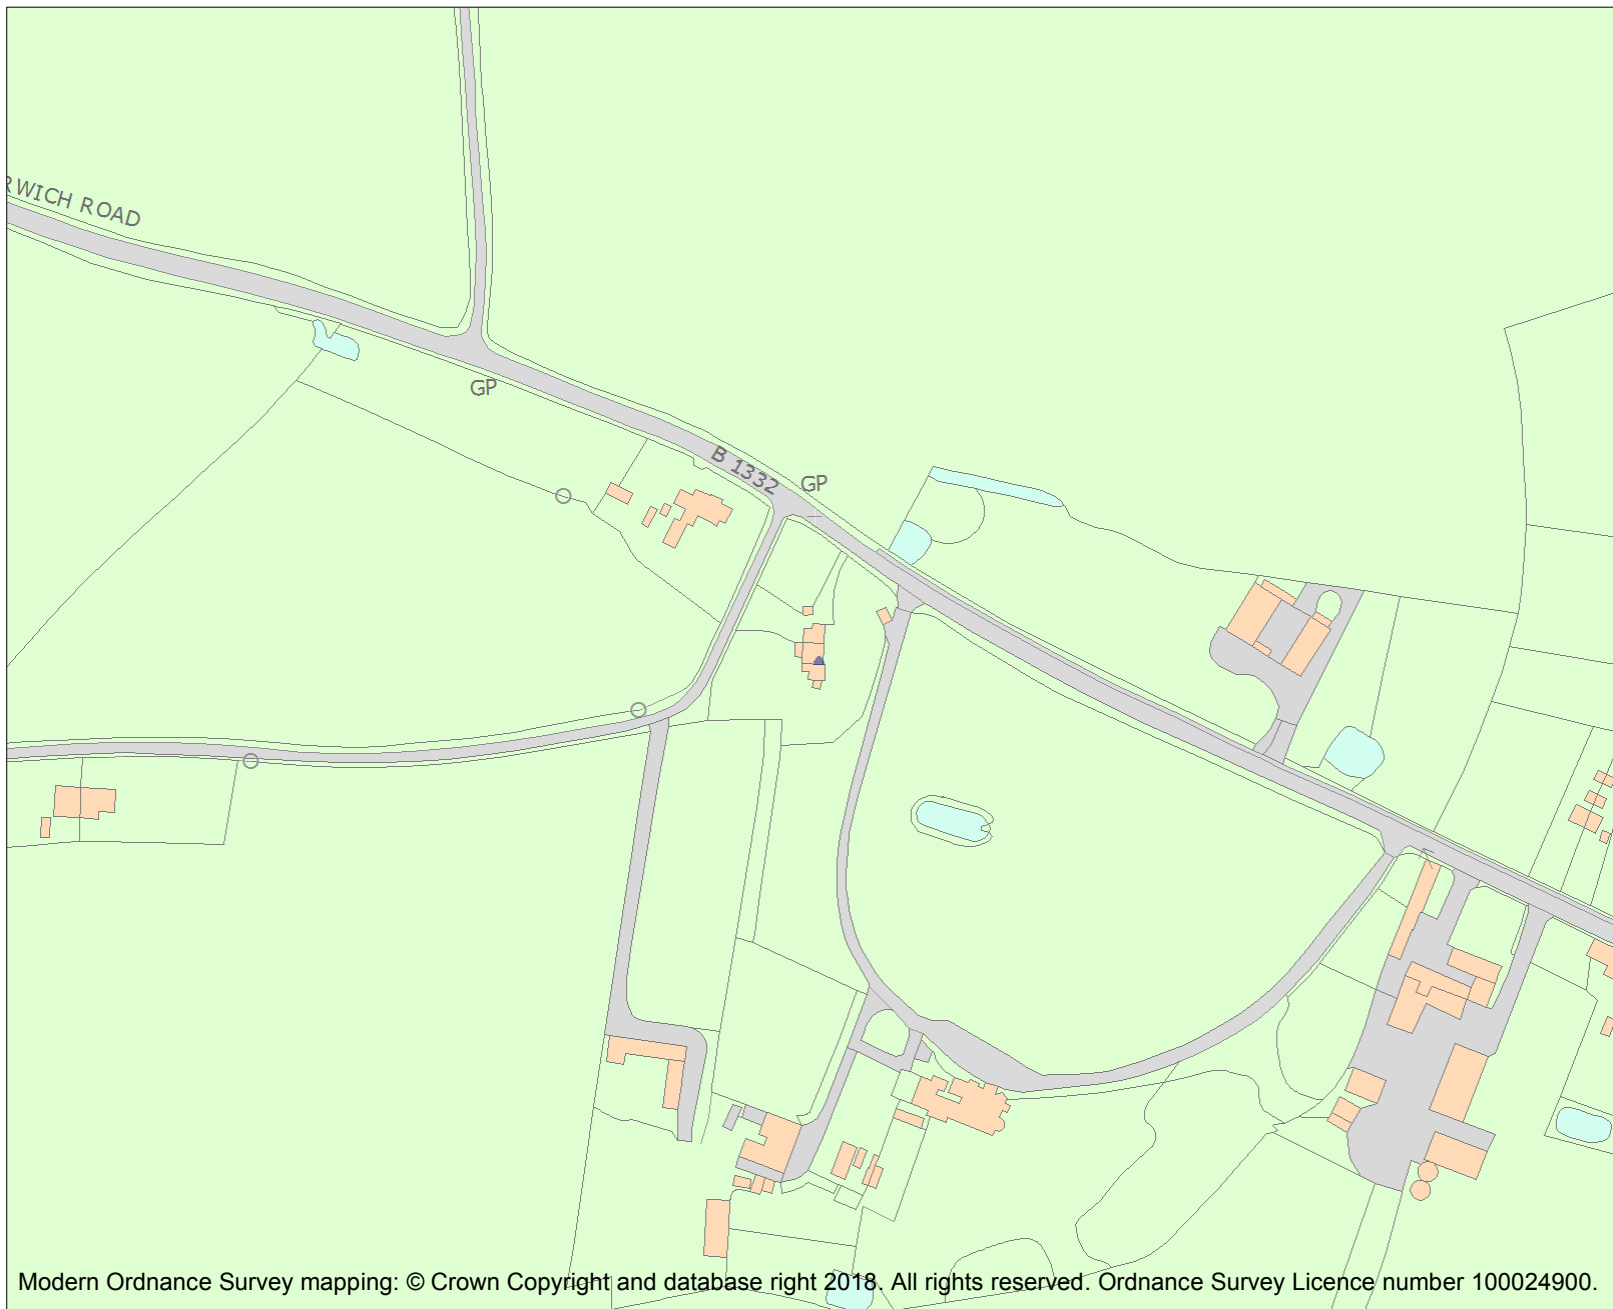 RWICH ROAD
GP
B 1332
GP
Modern Ordnance Survey mapping: © Crown Copyright and database right 2018. All rights reserved. Ordnance Survey Licence number 100024900.